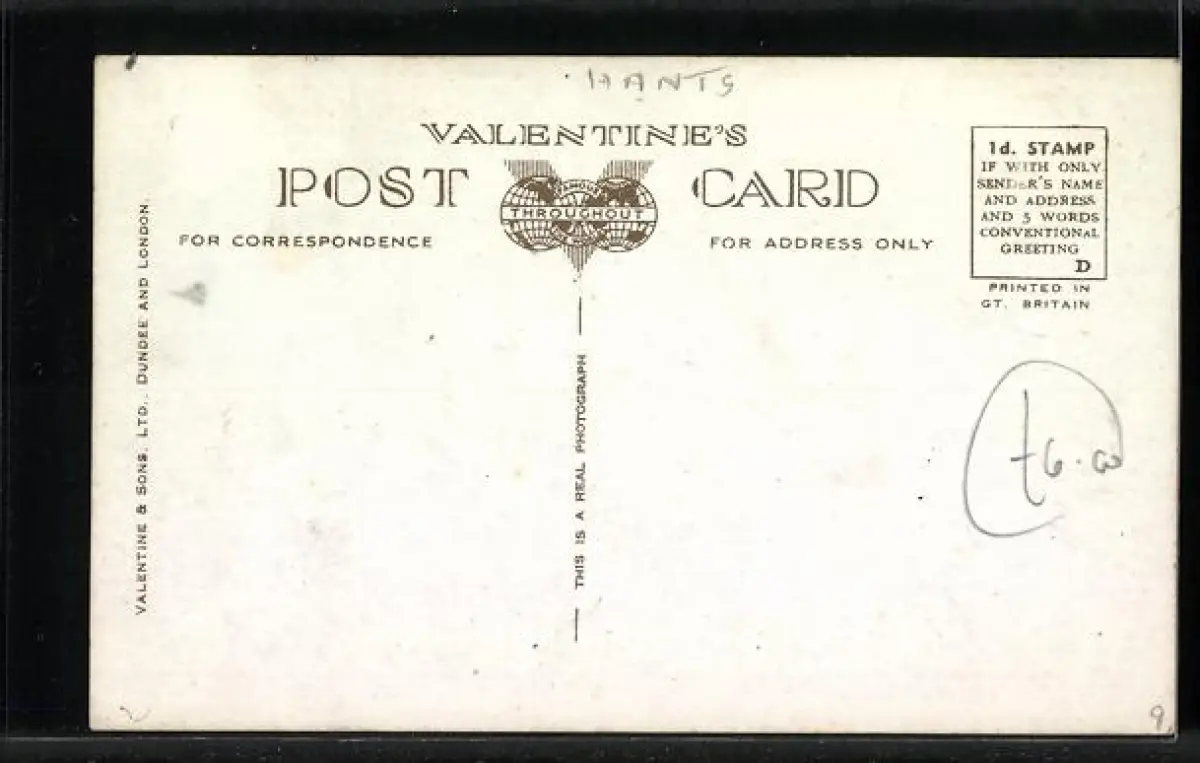 HANTS
VALENTINE'S
POST CARD
FAMOUS
THROUGHOUT
FOR CORRESPONDENCE
FOR ADDRESS ONLY
1d. STAMP
IF WITH ONLY
SENDER'S NAME
AND ADDRESS
AND 5 WORDS
CONVENTIONAL
GREETING
D
PRINTED IN
GT. BRITAIN
VALENTINE & SONS. LTD., DUNDEE AND LONDON.
THIS IS A REAL PHOTOGRAPH
9